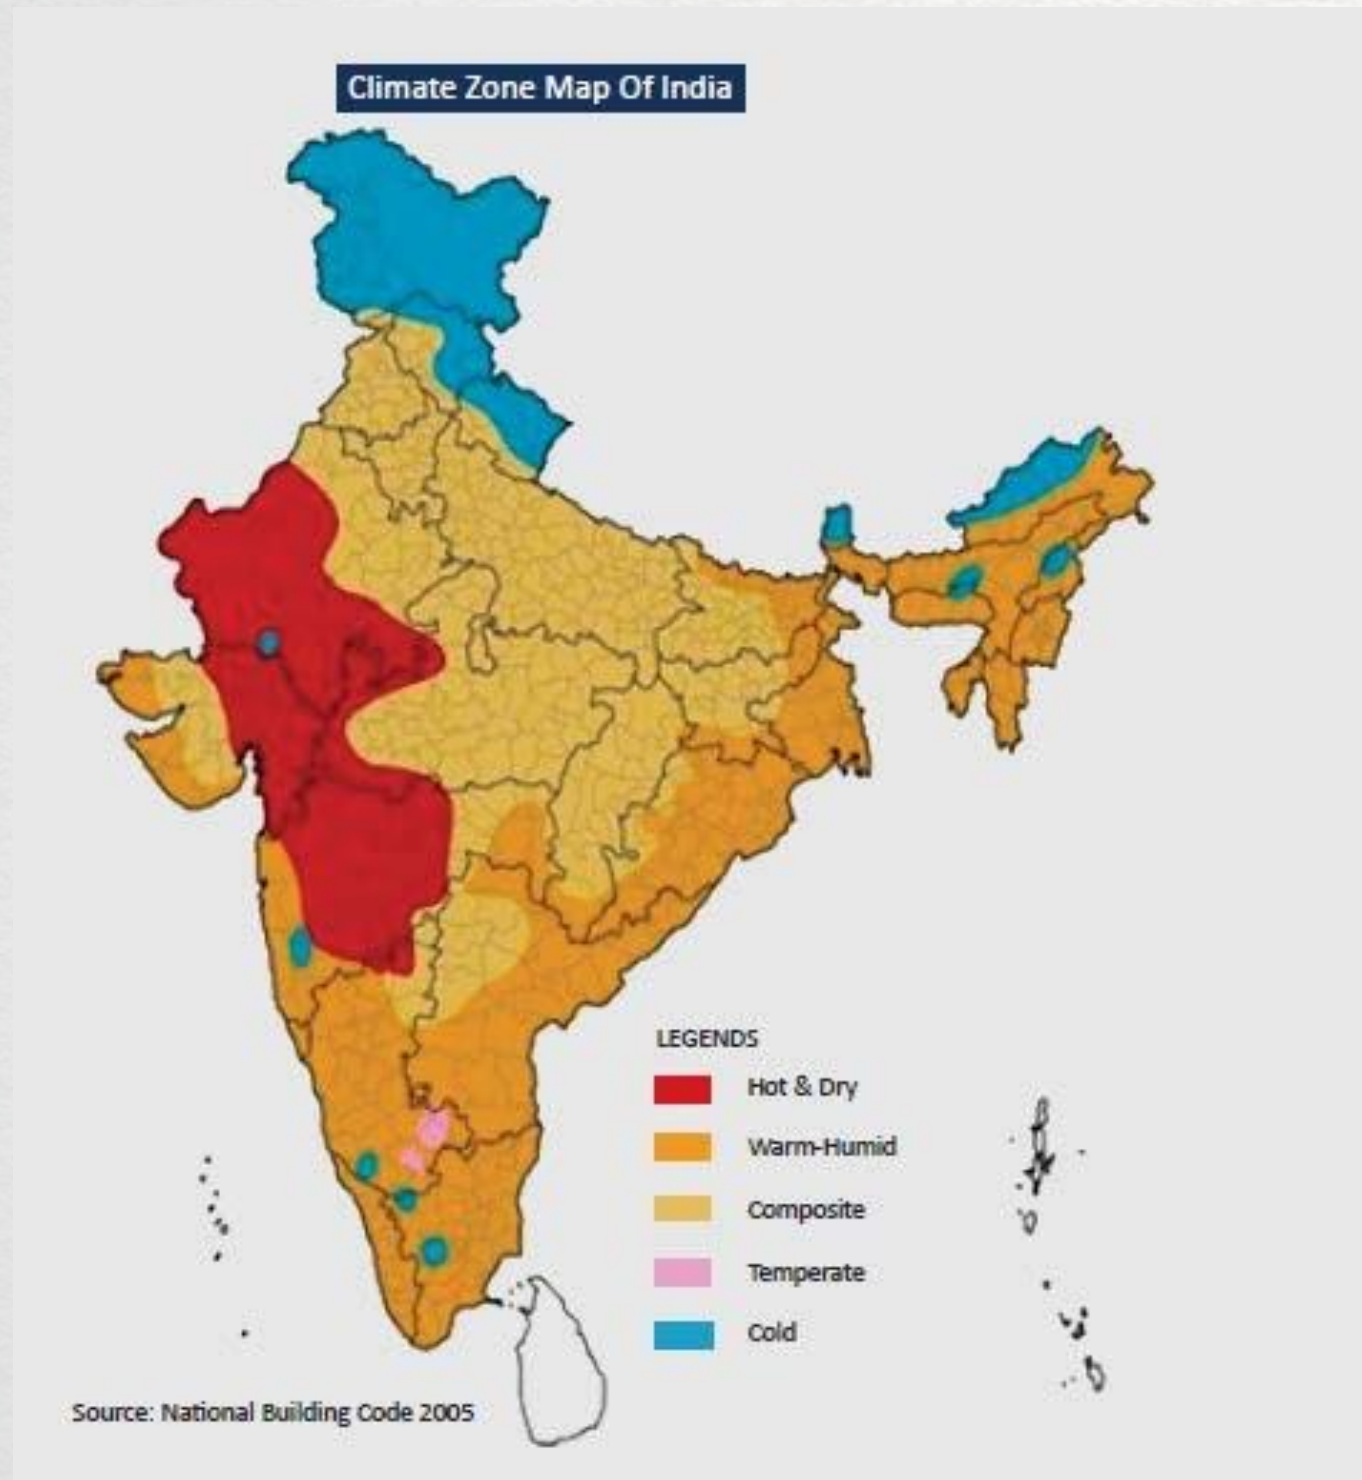 Climate Zone Map Of India
LEGENDS
Hot & Dry
Warm-Humid
Composite
Temperate
Cold
Source: National Building Code 2005